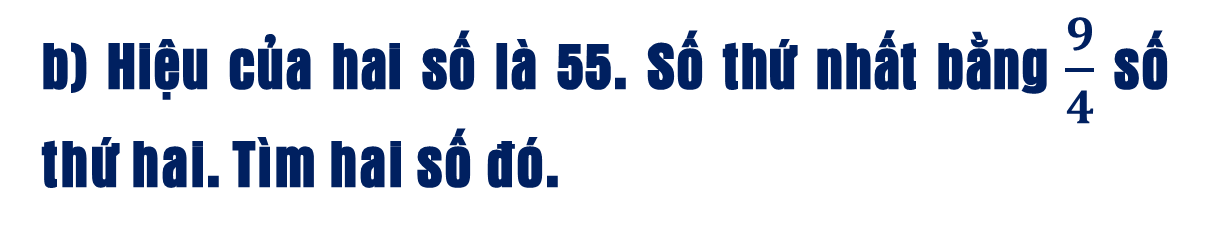 b) Hiệu của hai số là 55. Số thứ nhất bằng 9/4 số
thứ hai. Tìm hai số đó.